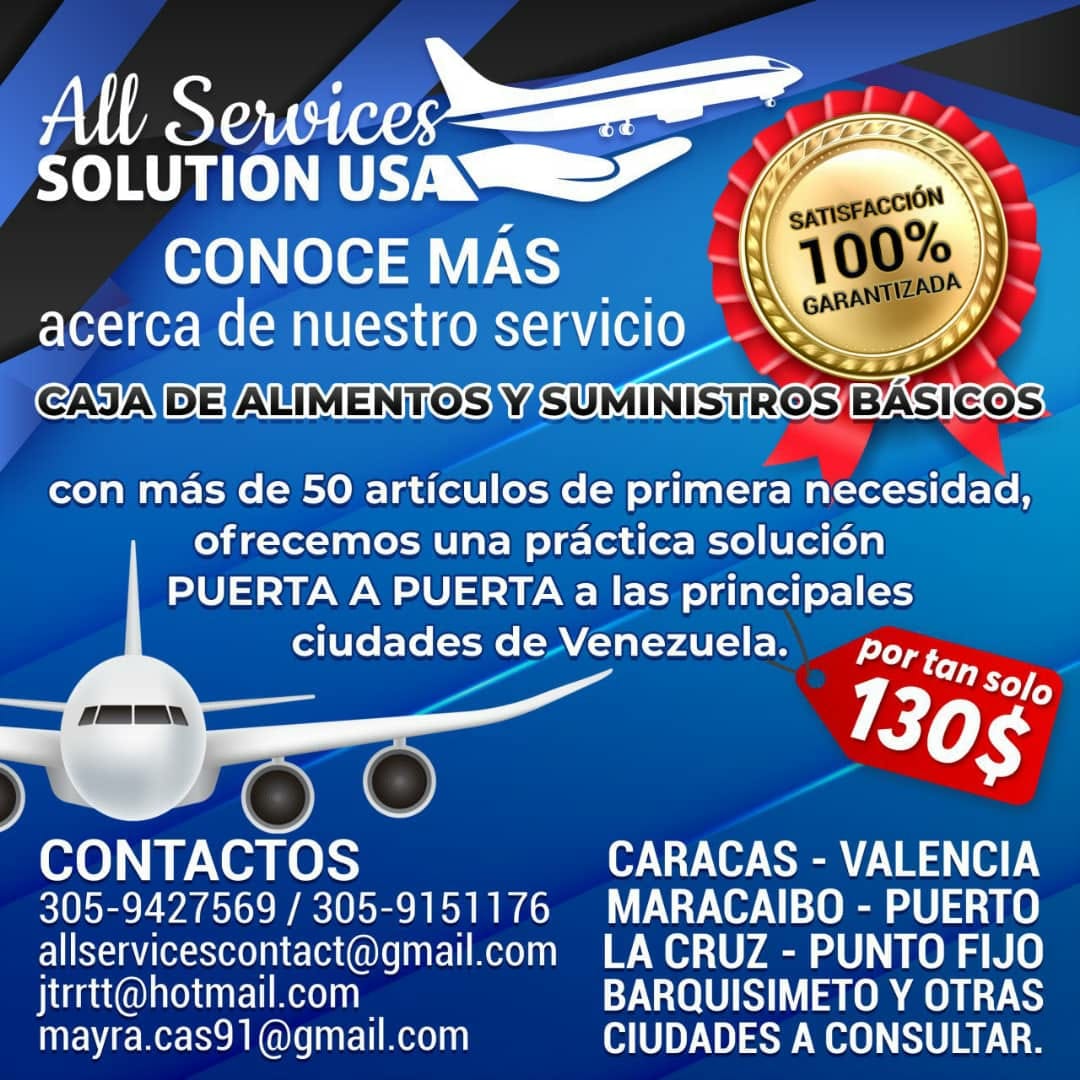 All Services
SOLUTION USA
SATISFACCIÓN
100%
GARANTIZADA
CONOCE MÁS
acerca de nuestro servicio
CAJA DE ALIMENTOS Y SUMINISTROS BÁSICOS
con más de 50 artículos de primera necesidad,
ofrecemos una práctica solución
PUERTA A PUERTA a las principales
ciudades de Venezuela.
por tan solo
130$
CONTACTOS
305-9427569 / 305-9151176
allservicescontact@gmail.com
jtrrtt@hotmail.com
mayra.cas91@gmail.com
CARACAS - VALENCIA
MARACAIBO - PUERTO
LA CRUZ - PUNTO FIJO
BARQUISIMETO Y OTRAS
CIUDADES A CONSULTAR.